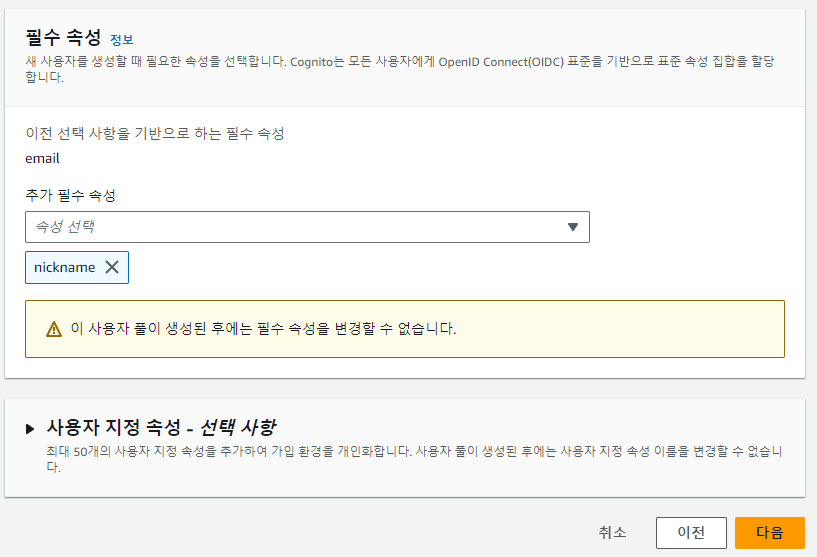 필수 속성 정보
새 사용자를 생성할 때 필요한 속성을 선택합니다. Cognito는 모든 사용자에게 OpenID Connect(OIDC) 표준을 기반으로 표준 속성 집합을 할당
합니다.
이전 선택 사항을 기반으로 하는 필수 속성
email
추가 필수 속성
속성 선택
nickname
이 사용자 풀이 생성된 후에는 필수 속성을 변경할 수 없습니다.
사용자 지정 속성 - 선택 사항
최대 50개의 사용자 지정 속성을 추가하여 가입 환경을 개인화합니다. 사용자 풀이 생성된 후에는 사용자 지정 속성 이름을 변경할 수 없습니
다.
취소 이전 다음